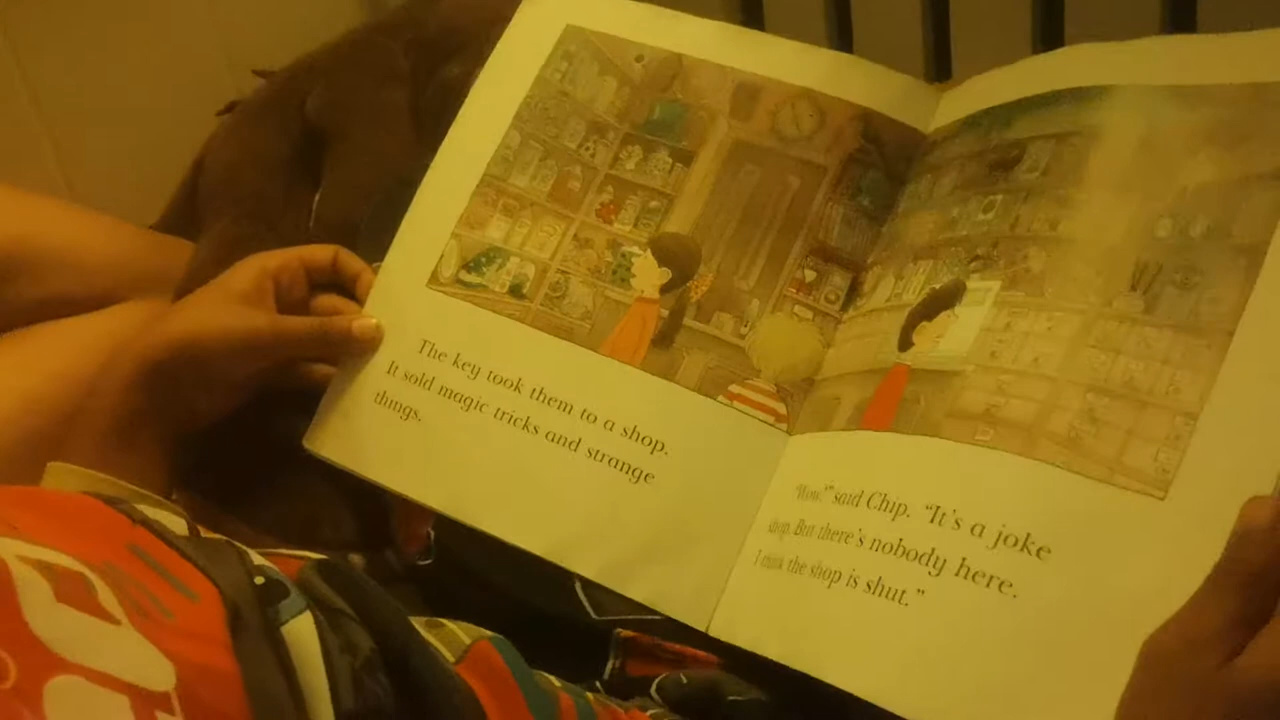 The key took them to a shop.
It sold magic tricks and strange
things.
"Wow!" said Chip. "It's a joke
shop. But there's nobody here.
I think the shop is shut."